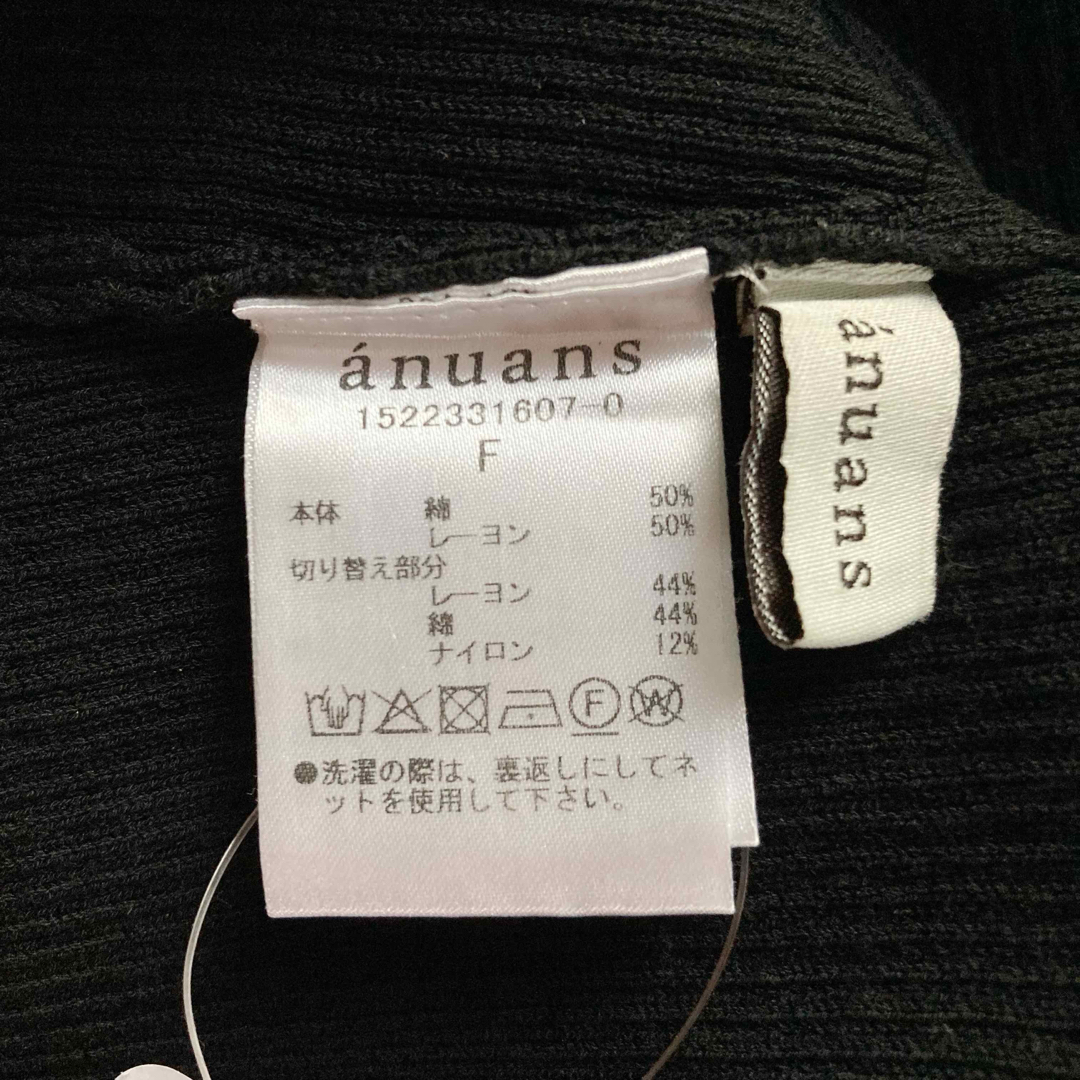 ánuans
1522331607-0
F
本体 綿 50%
レーヨン 50%
切り替え部分
レーヨン 44%
綿 44%
ナイロン 12%
F W
●洗濯の際は、裏返しにしてネ
ットを使用して下さい。
ánuans